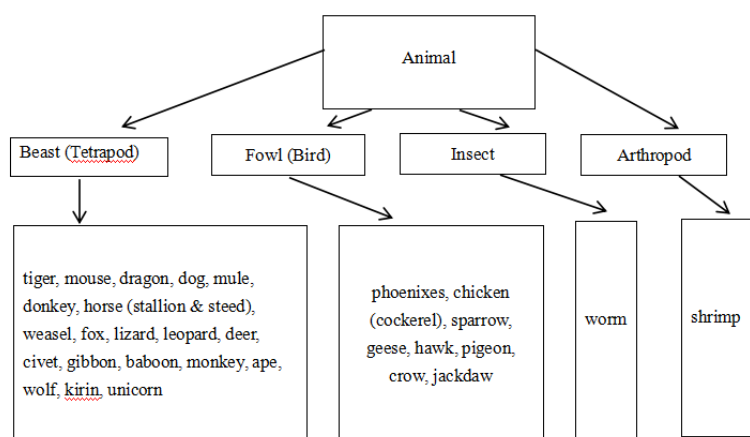 Animal
Beast (Tetrapod)
Fowl (Bird)
Insect
Arthropod
tiger, mouse, dragon, dog, mule,
donkey, horse (stallion & steed),
weasel, fox, lizard, leopard, deer,
civet, gibbon, baboon, monkey, ape,
wolf, kirin, unicorn
phoenixes, chicken
(cockerel), sparrow,
geese, hawk, pigeon,
crow, jackdaw
worm
shrimp